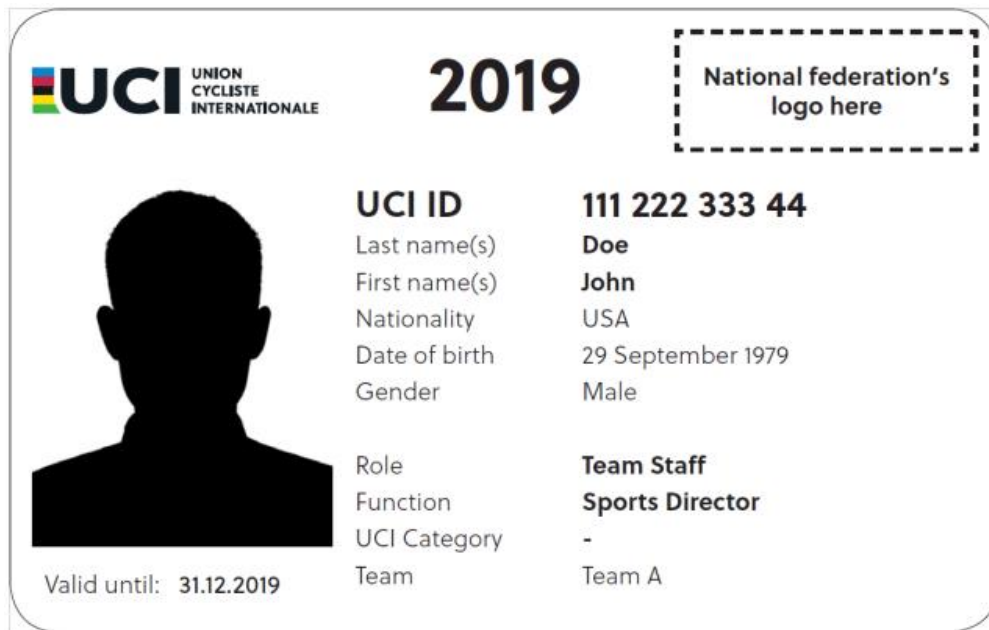 UCI UNION
CYCLISTE
INTERNATIONALE
2019
National federation's
logo here
UCI ID 111 222 333 44
Last name(s) Doe
First name(s) John
Nationality USA
Date of birth 29 September 1979
Gender Male
Role Team Staff
Function Sports Director
UCI Category -
Team Team A
Valid until: 31.12.2019